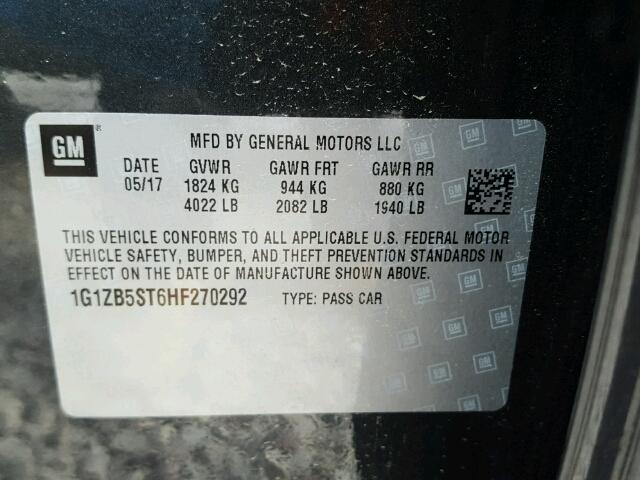 GM
MFD BY GENERAL MOTORS LLC
DATE GVWR GAWR FRT GAWR RR
05/17 1824 KG 944 KG 880 KG
4022 LB 2082 LB 1940 LB
THIS VEHICLE CONFORMS TO ALL APPLICABLE U.S. FEDERAL MOTOR
VEHICLE SAFETY, BUMPER, AND THEFT PREVENTION STANDARDS IN
EFFECT ON THE DATE OF MANUFACTURE SHOWN ABOVE.
1G1ZB5ST6HF270292 TYPE: PASS CAR